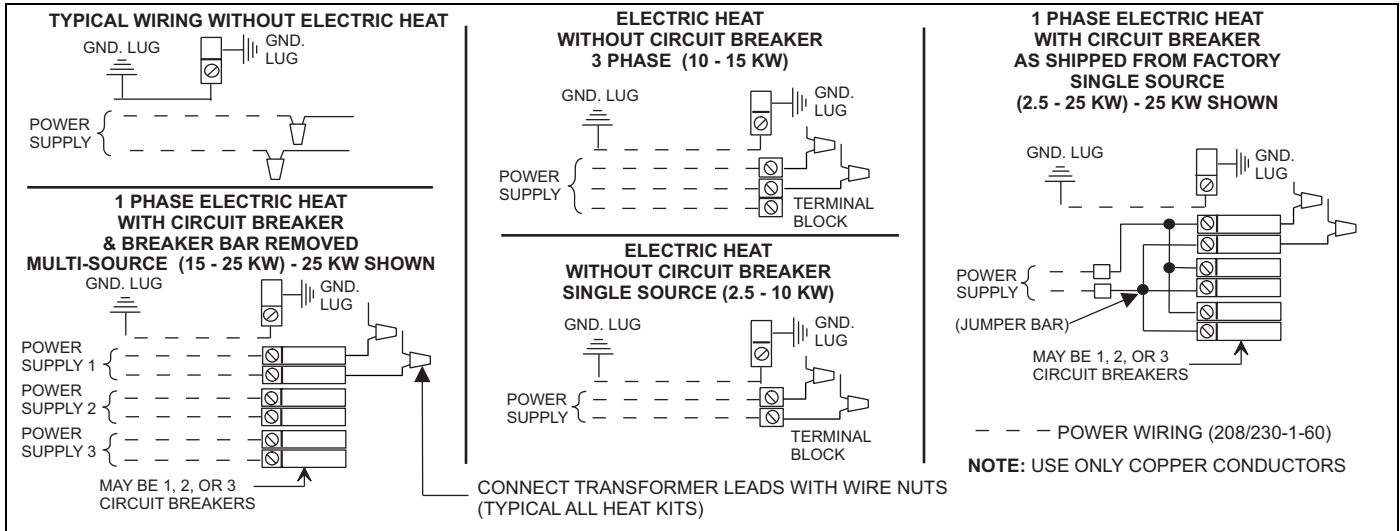 TYPICAL WIRING WITHOUT ELECTRIC HEAT
GND. LUG
GND.
LUG
POWER
SUPPLY
1 PHASE ELECTRIC HEAT
WITH CIRCUIT BREAKER
& BREAKER BAR REMOVED
MULTI-SOURCE (15 - 25 KW) - 25 KW SHOWN
GND. LUG
GND.
LUG
POWER
SUPPLY 1
POWER
SUPPLY 2
POWER
SUPPLY 3
MAY BE 1, 2, OR 3
CIRCUIT BREAKERS
ELECTRIC HEAT
WITHOUT CIRCUIT BREAKER
3 PHASE (10 - 15 KW)
GND. LUG
GND.
LUG
POWER
SUPPLY
TERMINAL
BLOCK
ELECTRIC HEAT
WITHOUT CIRCUIT BREAKER
SINGLE SOURCE (2.5 - 10 KW)
GND. LUG
GND.
LUG
POWER
SUPPLY
TERMINAL
BLOCK
CONNECT TRANSFORMER LEADS WITH WIRE NUTS
(TYPICAL ALL HEAT KITS)
1 PHASE ELECTRIC HEAT
WITH CIRCUIT BREAKER
AS SHIPPED FROM FACTORY
SINGLE SOURCE
(2.5 - 25 KW) - 25 KW SHOWN
GND. LUG
GND.
LUG
POWER
SUPPLY
(JUMPER BAR)
MAY BE 1, 2, OR 3
CIRCUIT BREAKERS
POWER WIRING (208/230-1-60)
NOTE: USE ONLY COPPER CONDUCTORS